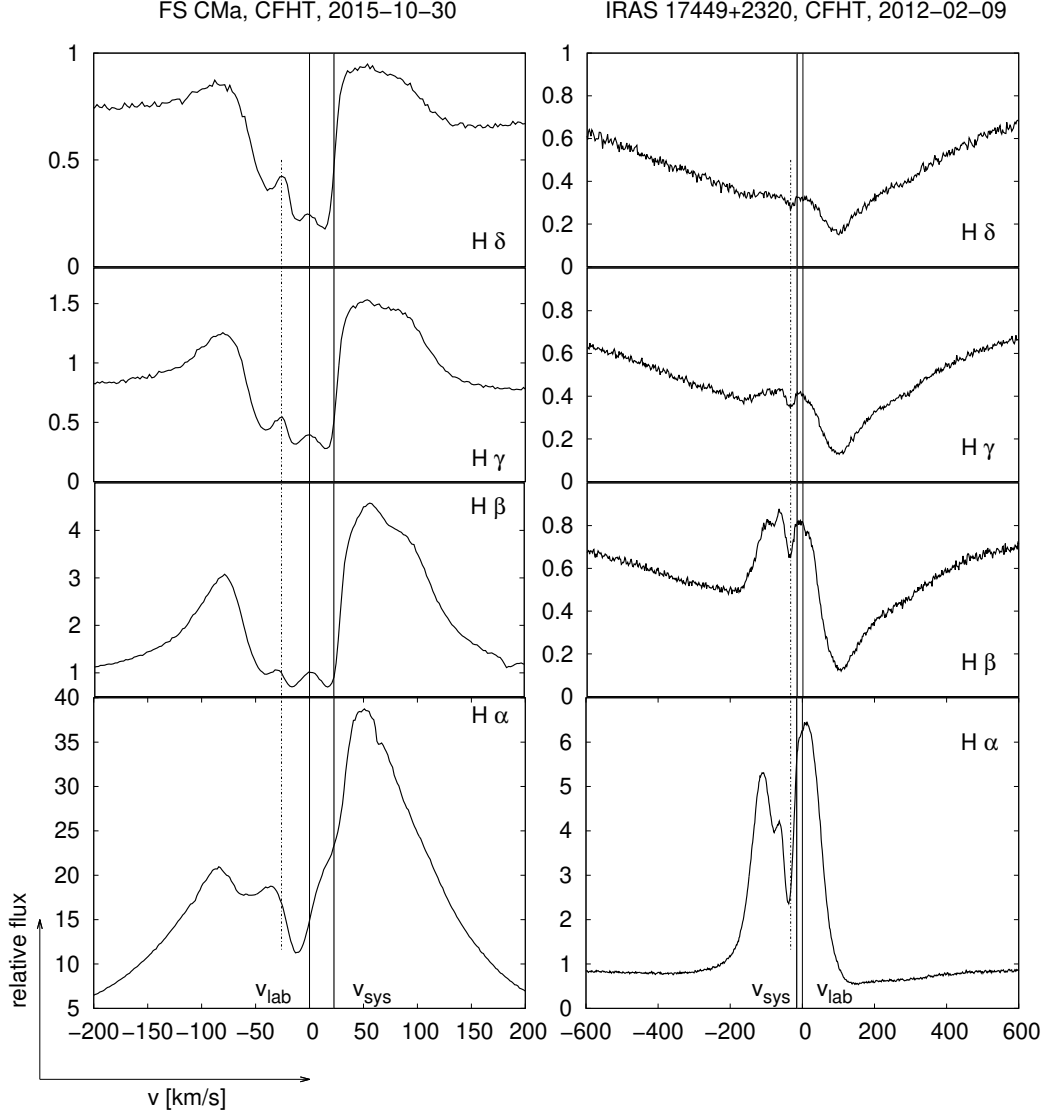 FS CMa, CFHT, 2015−10−30
IRAS 17449+2320, CFHT, 2012−02−09
1
0.5
0
H δ
1
0.8
0.6
0.4
0.2
0
H δ
1.5
1
0.5
0
H γ
0.8
0.6
0.4
0.2
0
H γ
4
3
2
1
H β
0.8
0.6
0.4
0.2
0
H β
40
35
30
25
20
15
10
5
H α
v_lab
v_sys
6
5
4
3
2
1
0
H α
v_sys
v_lab
−200 −150 −100 −50 0 50 100 150 200
−600 −400 −200 0 200 400 600
relative flux
v [km/s]